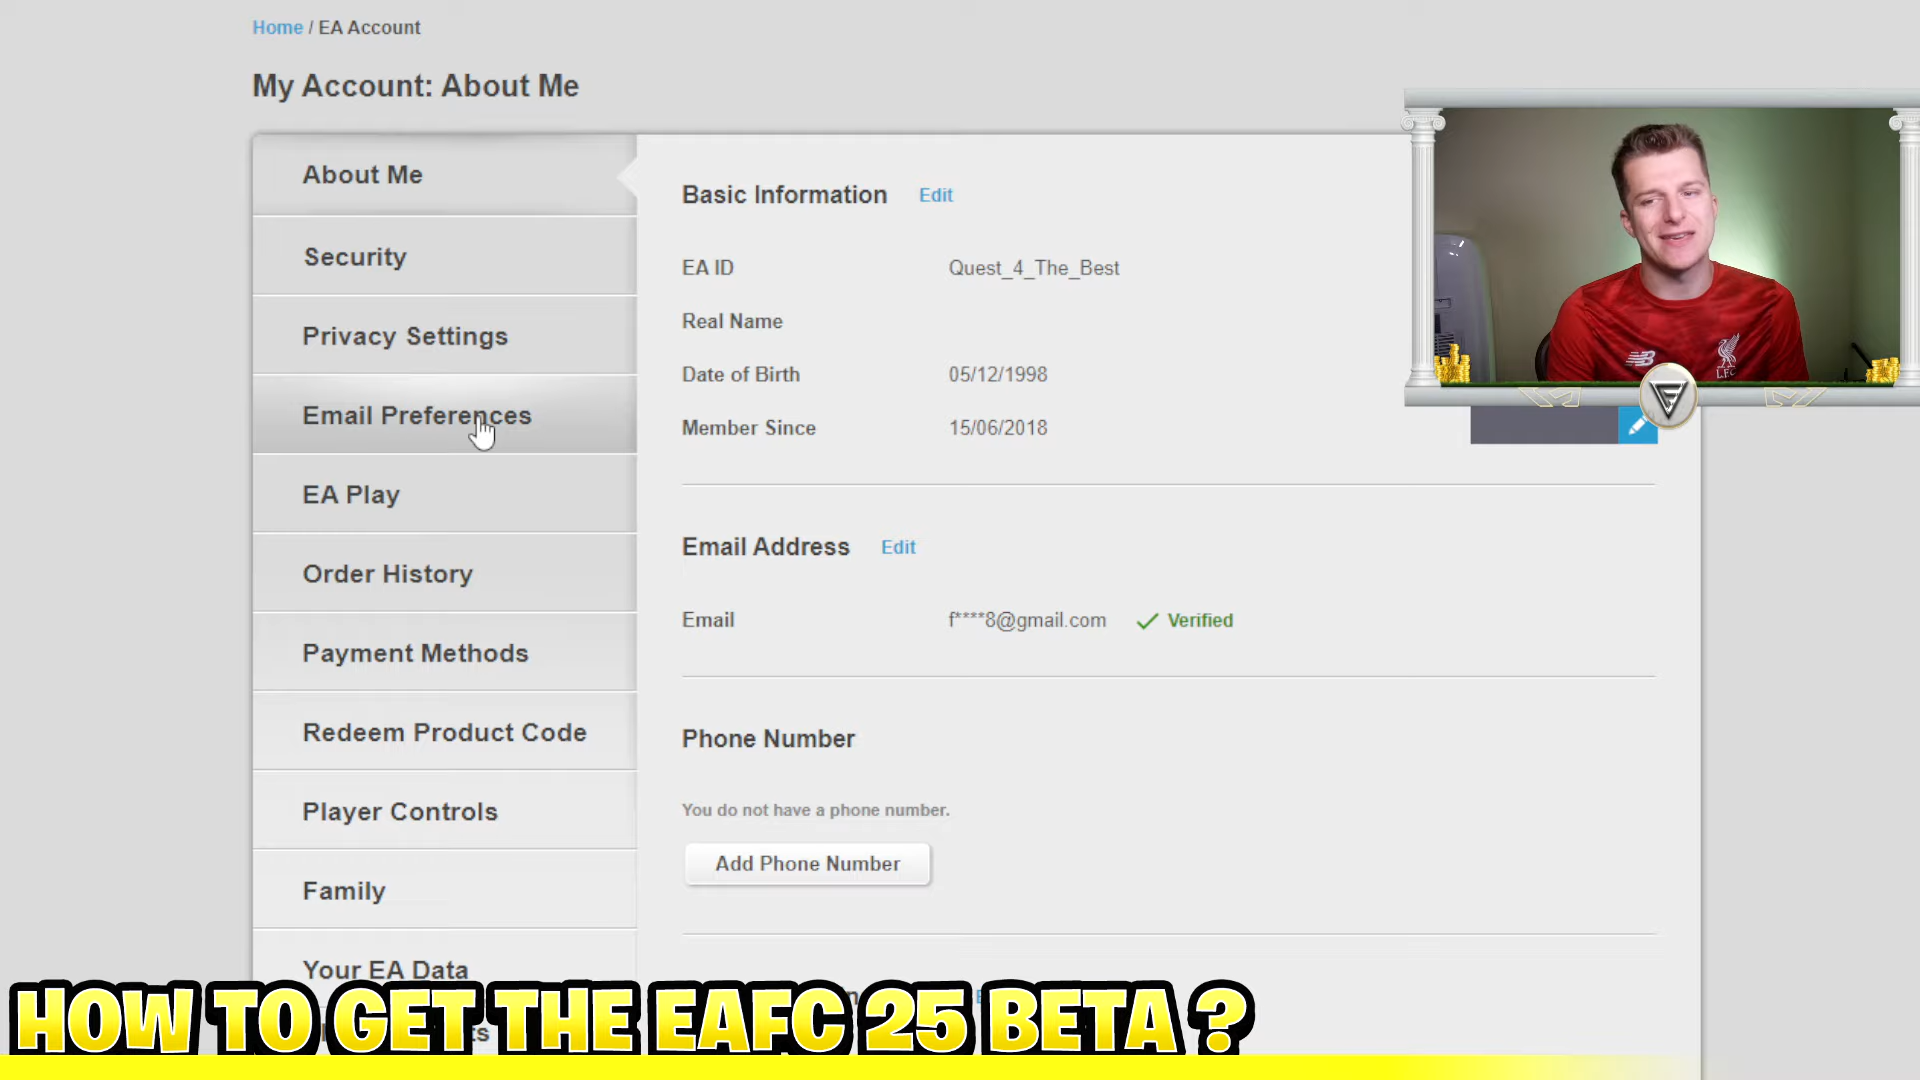 Home / EA Account
My Account: About Me
About Me
Security
Privacy Settings
Email Preferences
EA Play
Order History
Payment Methods
Redeem Product Code
Player Controls
Family
Your EA Data
Basic Information Edit
EA ID Quest_4_The_Best
Real Name
Date of Birth 05/12/1998
Member Since 15/06/2018
Email Address Edit
Email f****8@gmail.com Verified
Phone Number
You do not have a phone number.
Add Phone Number
L.F.C.
HOW TO GET THE EAFC 25 BETA ?